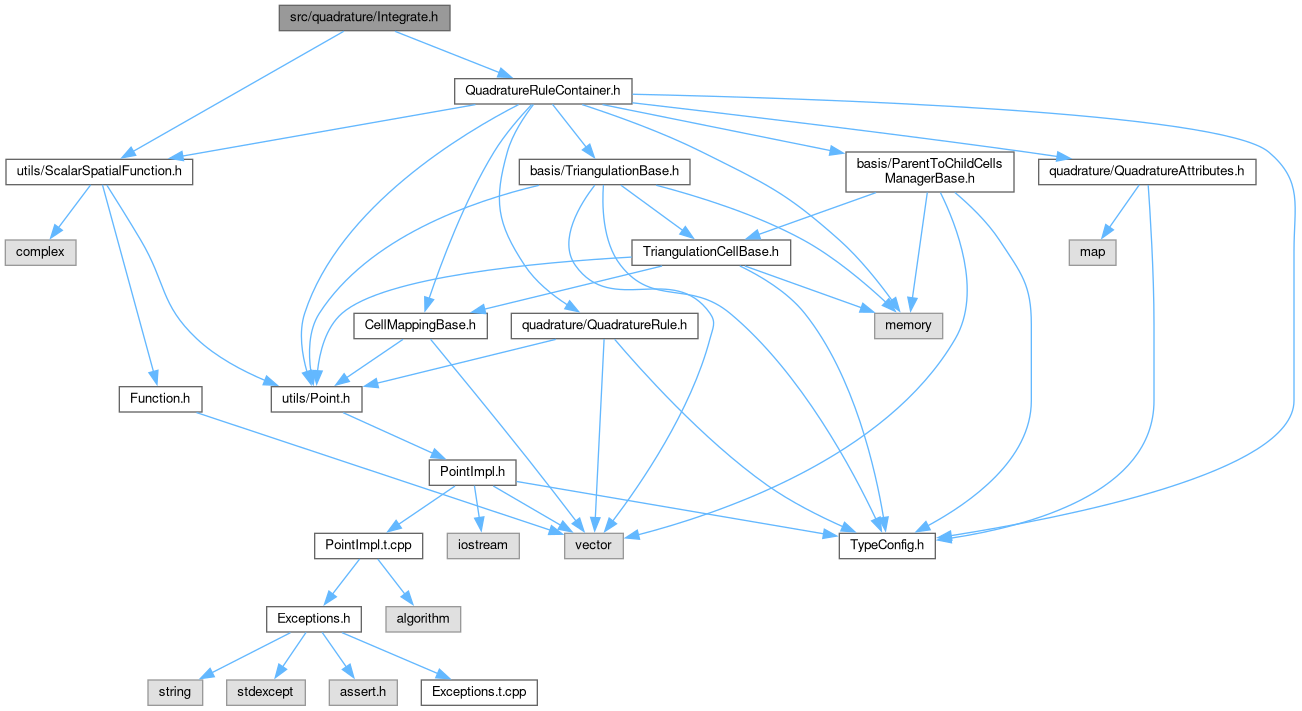 src/quadrature/Integrate.h
QuadratureRuleContainer.h
utils/ScalarSpatialFunction.h
basis/TriangulationBase.h
basis/ParentToChildCells
ManagerBase.h
quadrature/QuadratureAttributes.h
complex
TriangulationCellBase.h
map
CellMappingBase.h
quadrature/QuadratureRule.h
memory
Function.h
utils/Point.h
PointImpl.h
PointImpl.t.cpp
iostream
vector
TypeConfig.h
Exceptions.h
algorithm
string
stdexcept
assert.h
Exceptions.t.cpp